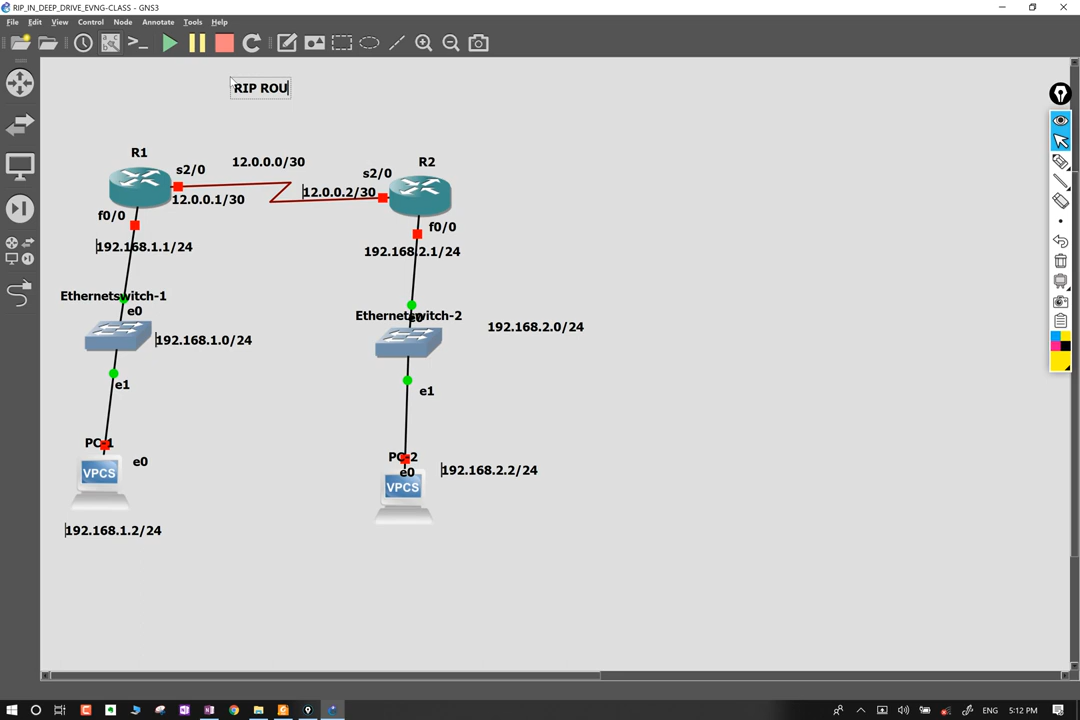 RIP_IN_DEEP_DRIVE_EVNG-CLASS - GNS3
File Edit View Control Node Annotate Tools Help
RIP ROU
R1
s2/0
12.0.0.0/30
R2
s2/0
12.0.0.1/30
12.0.0.2/30
f0/0
f0/0
192.168.1.1/24
192.168.2.1/24
Ethernetswitch-1
e0
Ethernetswitch-2
e0
192.168.2.0/24
192.168.1.0/24
e1
e1
PC-1
e0
PC-2
e0
192.168.2.2/24
VPCS
VPCS
192.168.1.2/24
ENG
5:12 PM